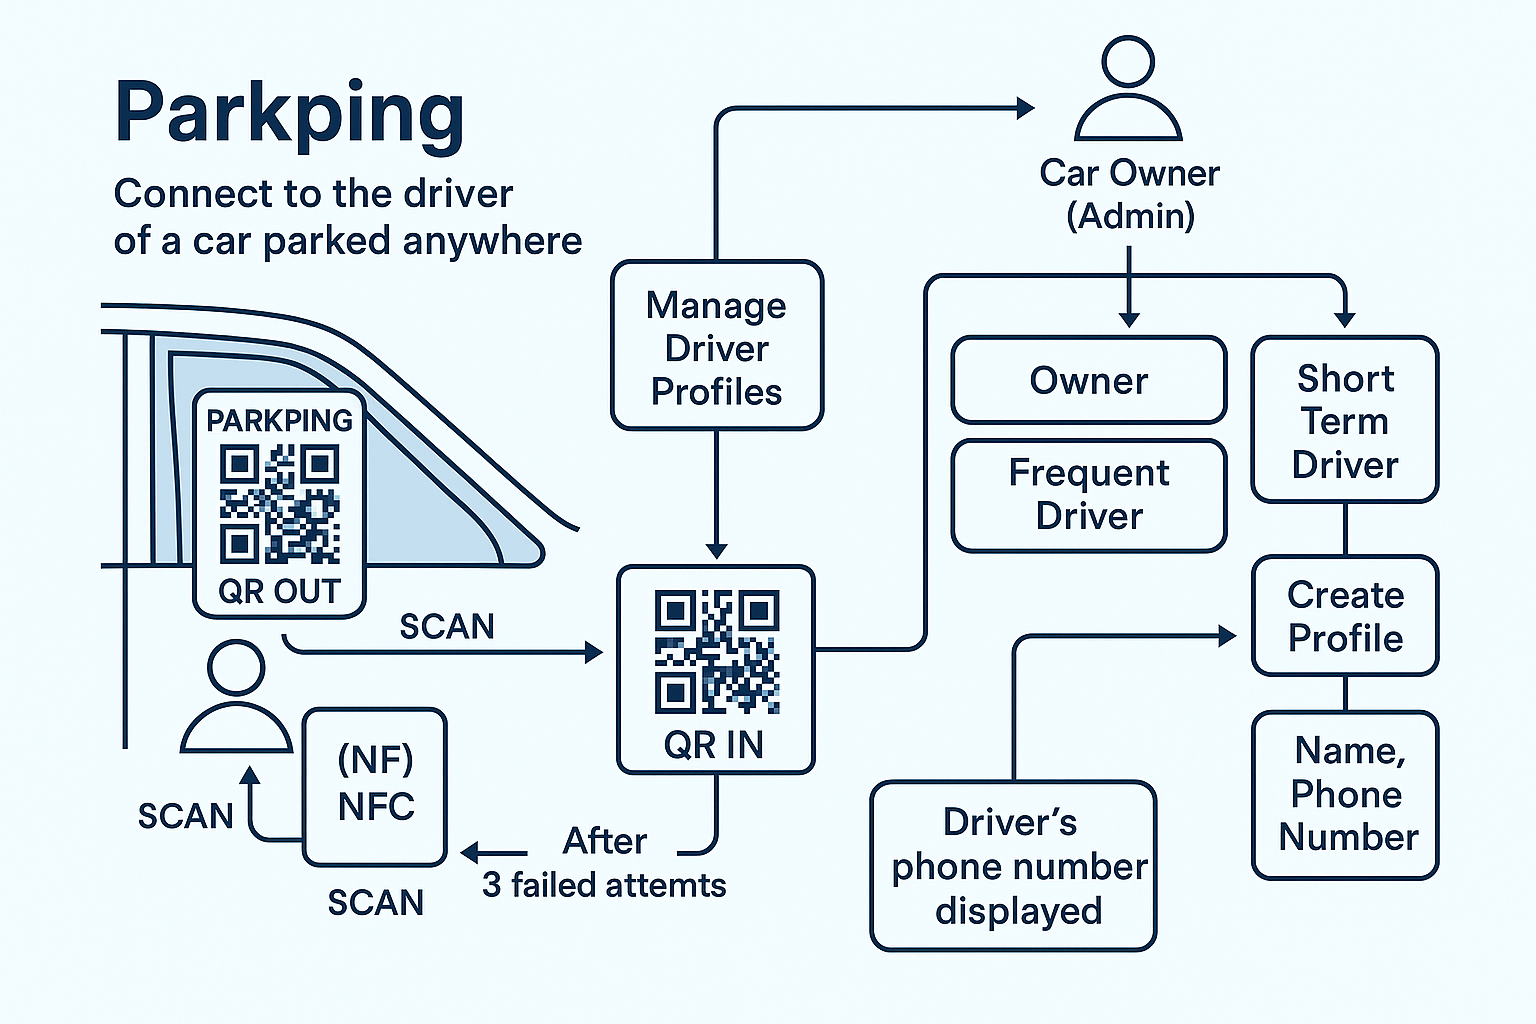 Parkping
Connect to the driver
of a car parked anywhere
Car Owner
(Admin)
Manage
Driver
Profiles
Owner
Frequent
Driver
Short
Term
Driver
PARKPING
QR OUT
SCAN
QR IN
Create
Profile
Name,
Phone
Number
(NF)
NFC
SCAN
SCAN
After
3 failed attemts
Driver’s
phone number
displayed